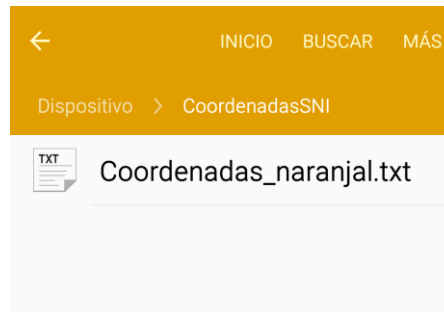 INICIO BUSCAR MÁS
Dispositivo > CoordenadasSNI
TXT
Coordenadas_naranjal.txt